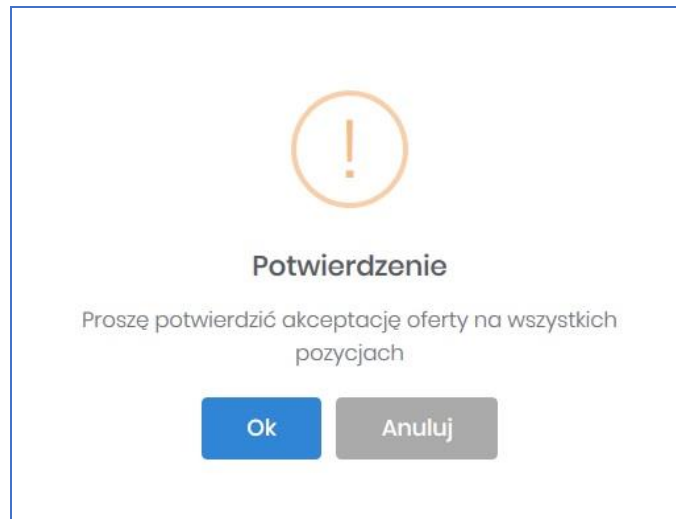 !
Potwierdzenie
Proszę potwierdzić akceptację oferty na wszystkich
pozycjach
Ok Anuluj